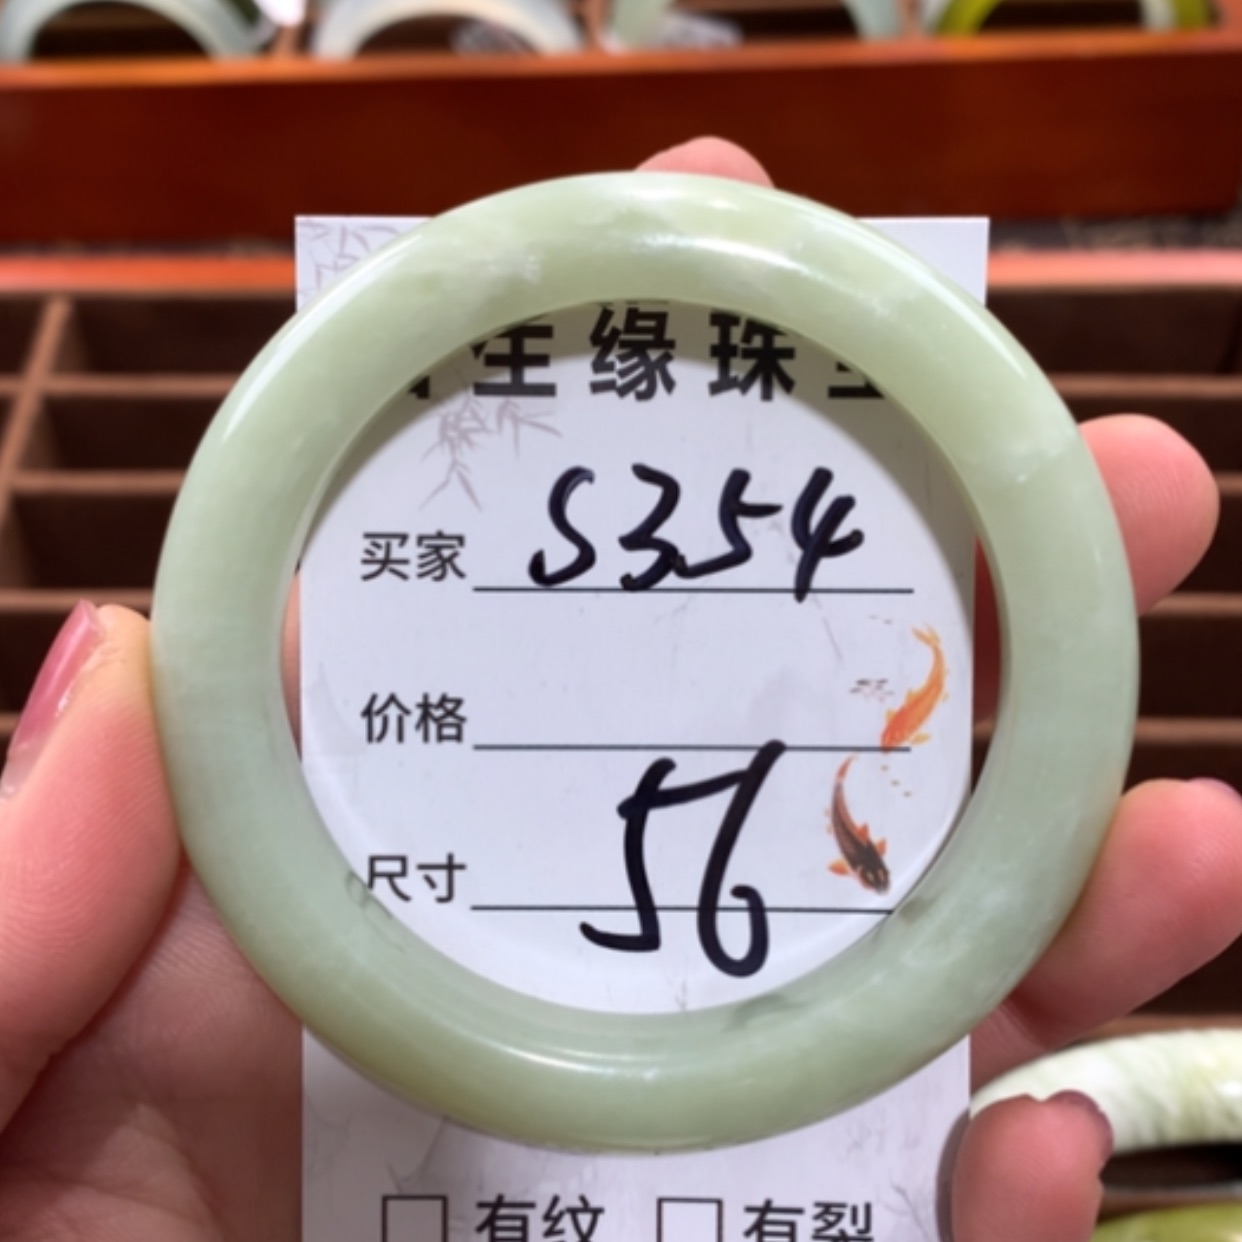 生缘珠
买家 S354
价格
尺寸 56
□ 有纹 □ 有裂